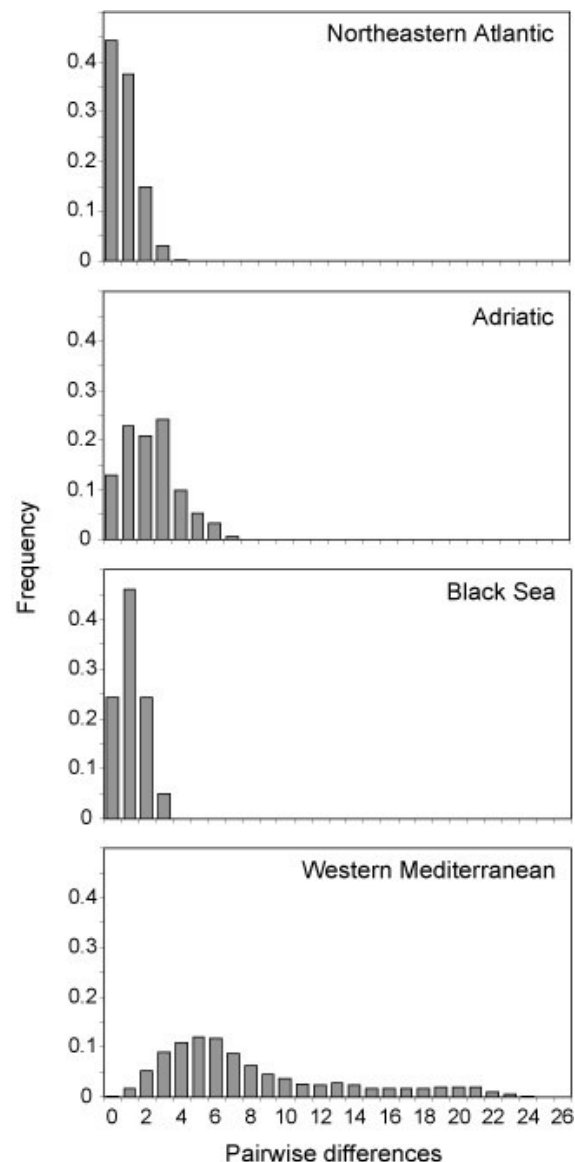 Northeastern Atlantic
0.4
0.3
0.2
0.1
0
Adriatic
0.4
0.3
0.2
0.1
0
Frequency
Black Sea
0.4
0.3
0.2
0.1
0
Western Mediterranean
0.4
0.3
0.2
0.1
0
0 2 4 6 8 10 12 14 16 18 20 22 24 26
Pairwise differences